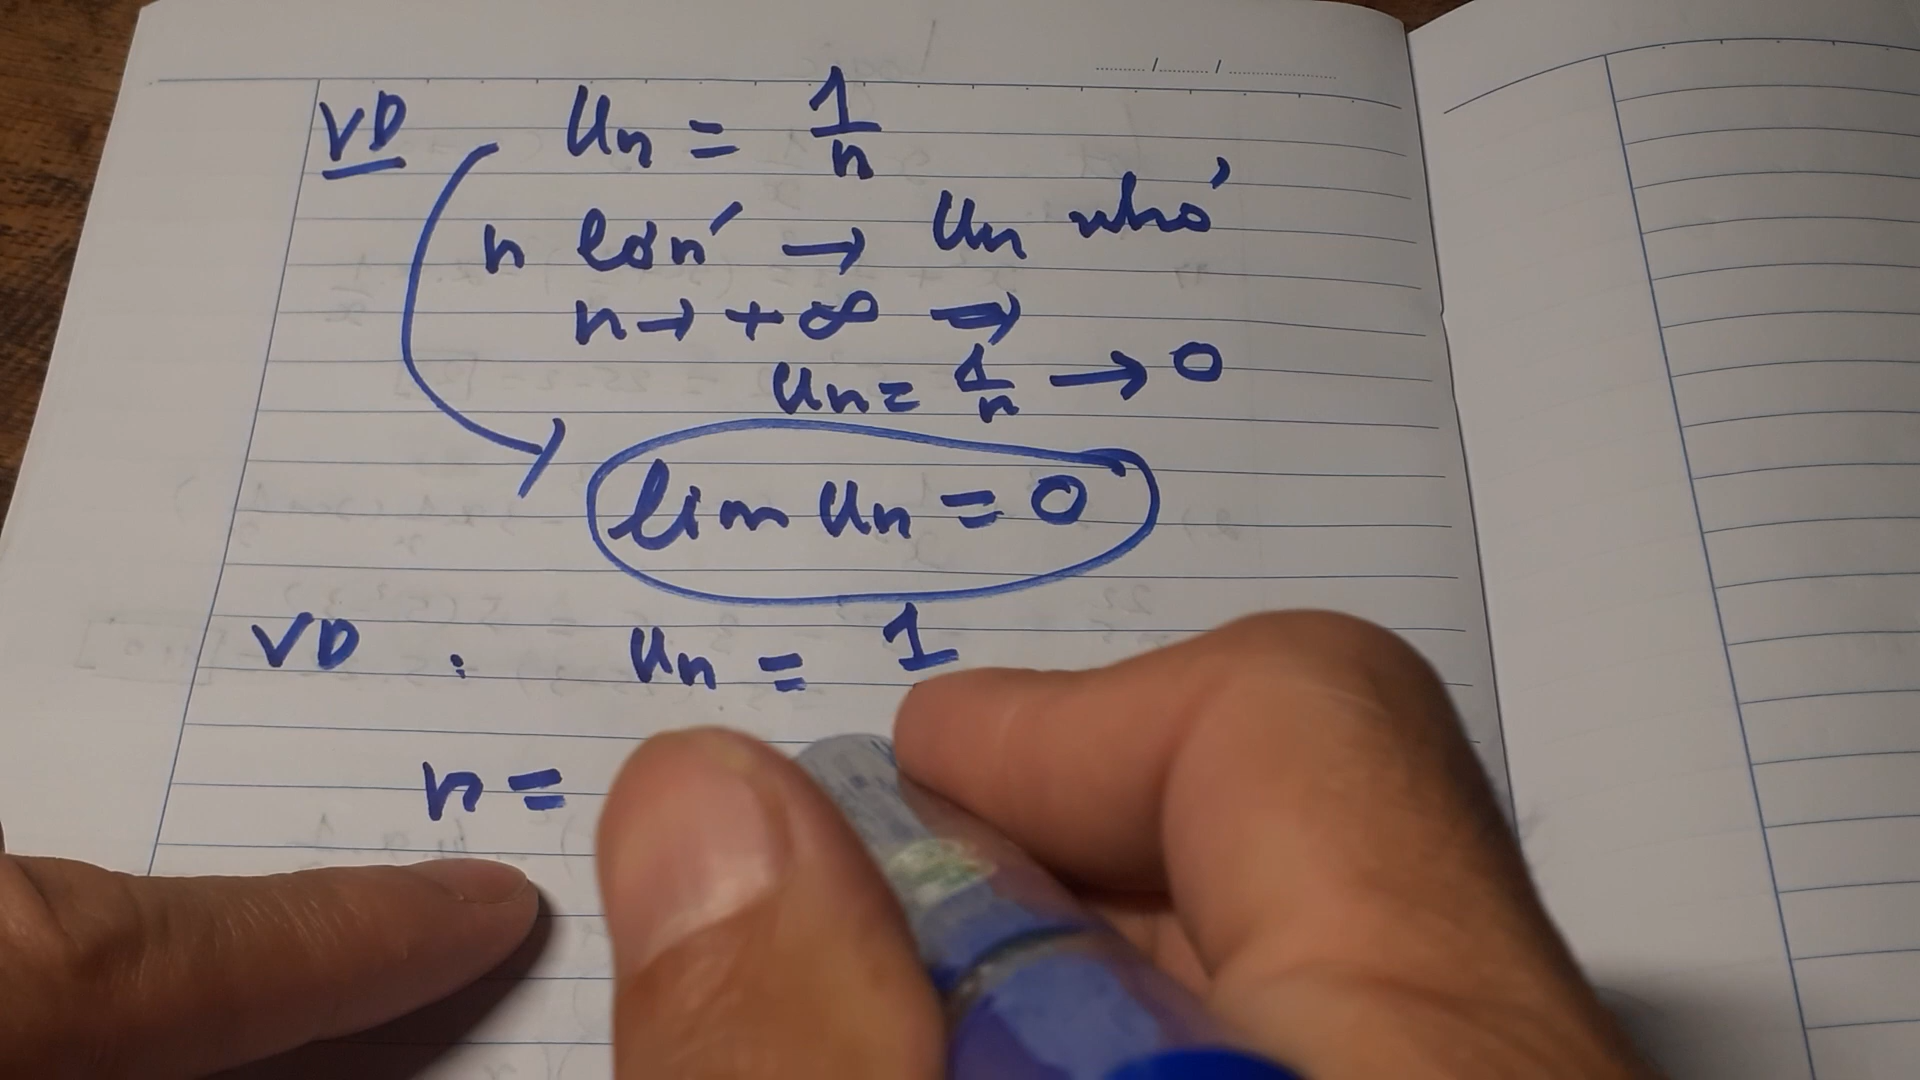 VD Un = 1/n
n lớn → Un nhỏ
n → + ∞ ⇒
Un = 1/n → 0
lim Un = 0
VD : Un = 1
n =